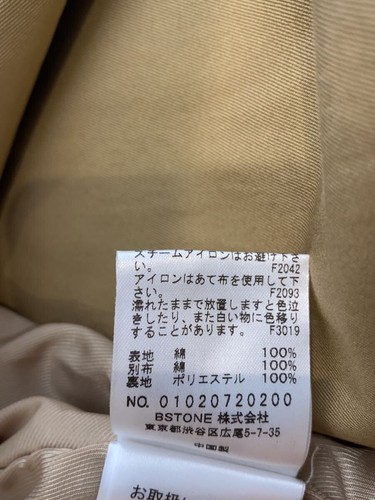 スチームアイロンはお避け下さ
い。 F2042
アイロンはあて布を使用して下
さい。 F2093
濡れたままで放置しますと色泣
きしたり、また白い物に色移り
することがあります。 F3019
表地 綿 100%
別布 綿 100%
裏地 ポリエステル 100%
NO. 01020720200
BSTONE 株式会社
東京都渋谷区広尾5-7-35
中国製
お取扱い